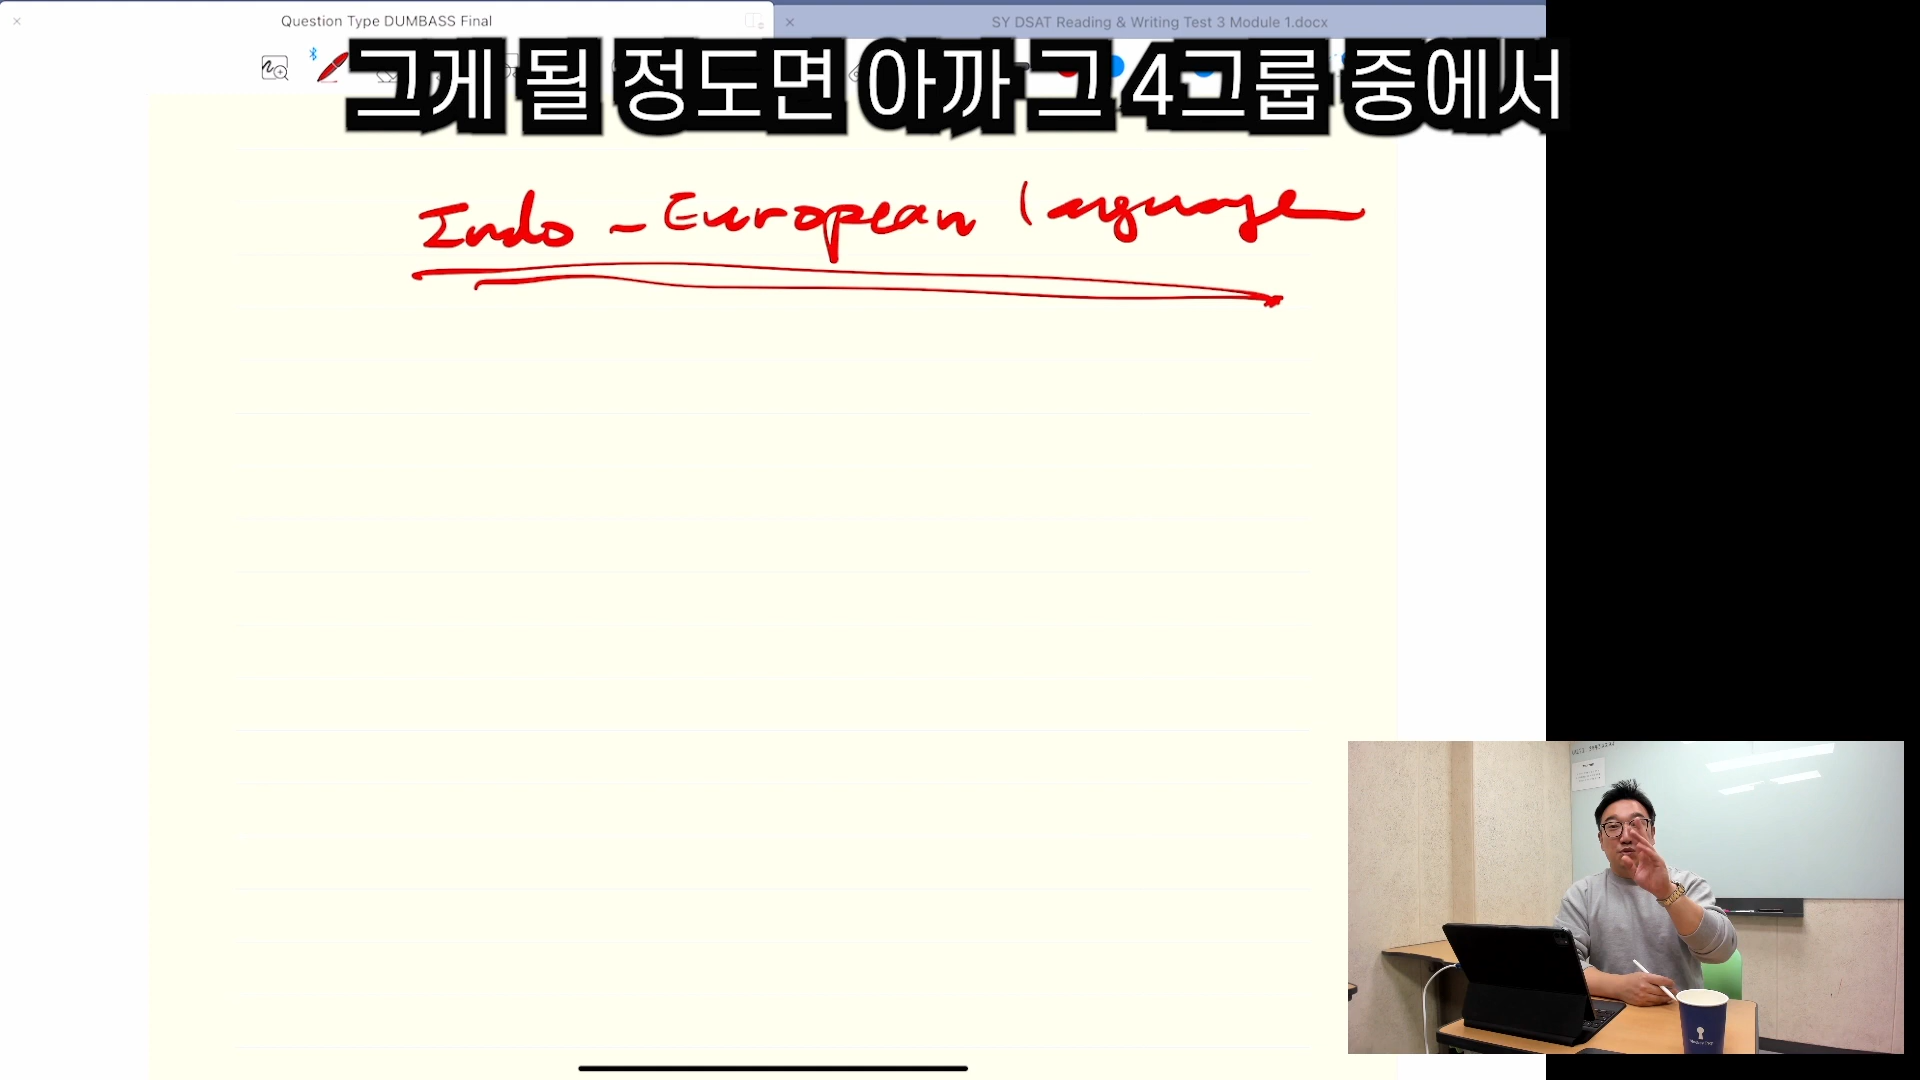 Question Type DUMBASS Final
SY DSAT Reading & Writing Test 3 Module 1.docx
그게 될 정도면 아까 그 4그룹 중에서
Indo - European language